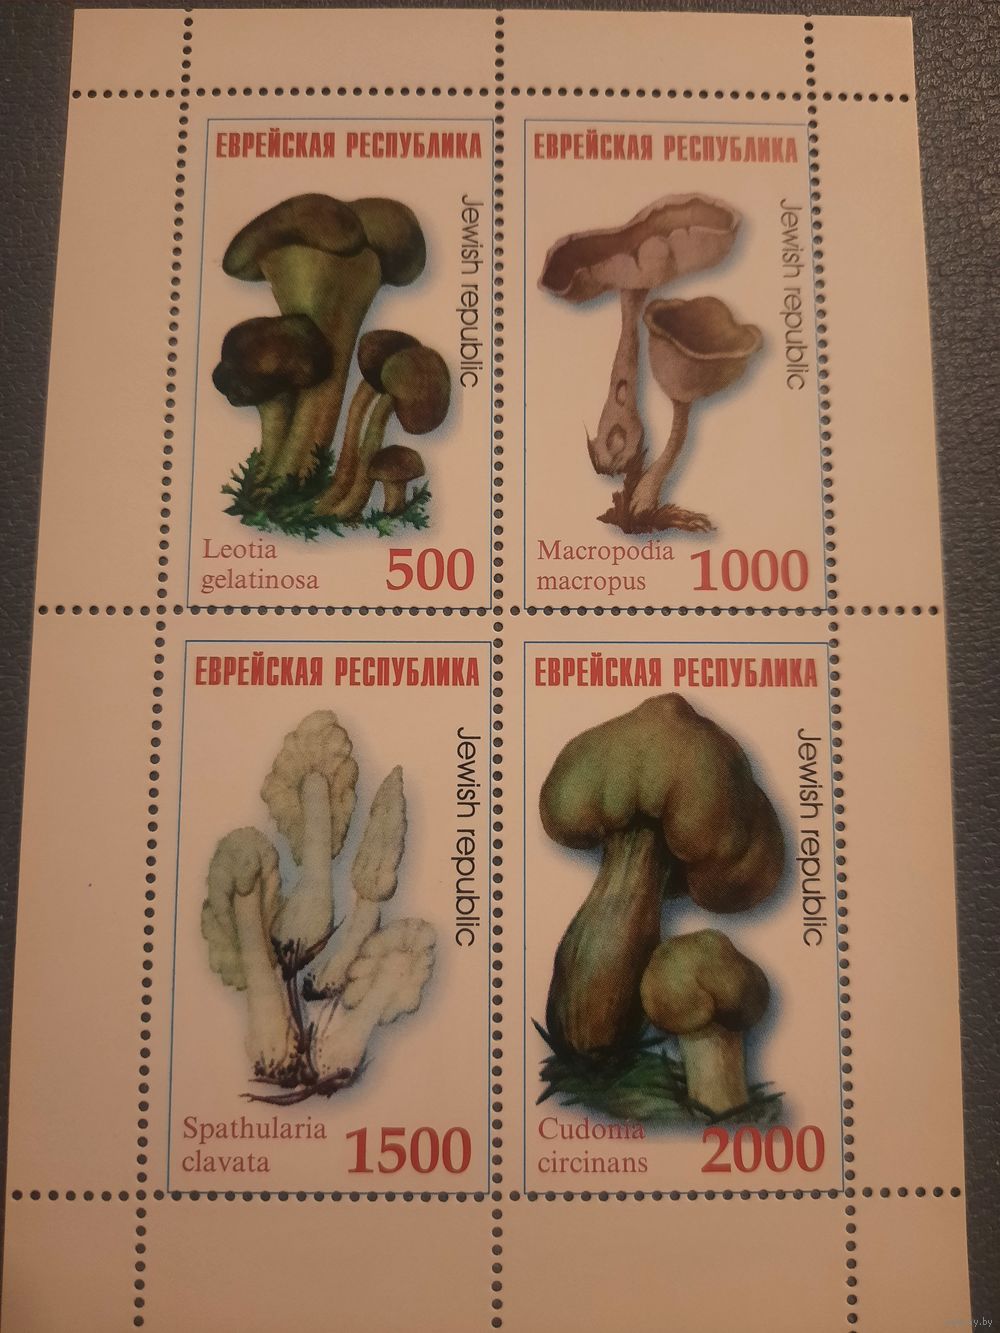 ЕВРЕЙСКАЯ РЕСПУБЛИКА
Jewish republic
Leotia
gelatinosa
500
ЕВРЕЙСКАЯ РЕСПУБЛИКА
Jewish republic
Macropodia
macropus
1000
ЕВРЕЙСКАЯ РЕСПУБЛИКА
Jewish republic
Spathularia
clavata
1500
ЕВРЕЙСКАЯ РЕСПУБЛИКА
Jewish republic
Cudonia
circinans
2000